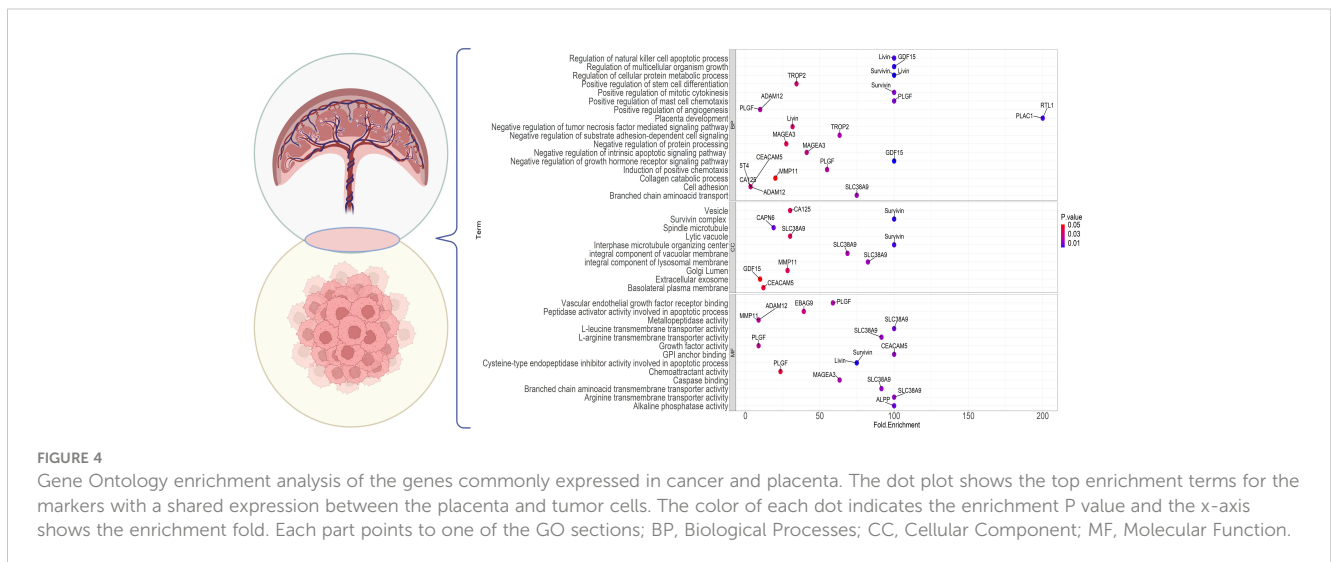 Term
Regulation of natural killer cell apoptotic process
Regulation of multicellular organism growth
Regulation of cellular protein metabolic process
Positive regulation of stem cell differentiation
Positive regulation of mitotic cytokinesis
Positive regulation of mast cell chemotaxis
Positive regulation of angiogenesis
Placenta development
Negative regulation of tumor necrosis factor mediated signaling pathway
Negative regulation of substrate adhesion-dependent cell signaling
Negative regulation of protein processing
Negative regulation of intrinsic apoptotic signaling pathway
Negative regulation of growth hormone receptor signaling pathway
Induction of positive chemotaxis
Collagen catabolic process
Cell adhesion
Branched chain aminoacid transport
BP
Livin GDF15
Survivin Livin
TROP2
Survivin
ADAM12
PLGF
PLGF
RTL1
PLAC1
Livin
TROP2
MAGEA3
MAGEA3
GDF15
CEACAM5
5T4
PLGF
MMP11
CA125
ADAM12
SLC38A9
Vesicle
Survivin complex
Spindle microtubule
Lytic vacuole
Interphase microtubule organizing center
integral component of vacuolar membrane
integral component of lysosomal membrane
Golgi Lumen
Extracellular exosome
Basolateral plasma membrane
CC
CA125
Survivin
CAPN6
SLC38A9
Survivin
SLC38A9
SLC38A9
MMP11
GDF15
CEACAM5
Vascular endothelial growth factor receptor binding
Peptidase activator activity involved in apoptotic process
Metallopeptidase activity
L-leucine transmembrane transporter activity
L-arginine transmembrane transporter activity
Growth factor activity
GPI anchor binding
Cysteine-type endopeptidase inhibitor activity involved in apoptotic process
Chemoattractant activity
Caspase binding
Branched chain aminoacid transmembrane transporter activity
Arginine transmembrane transporter activity
Alkaline phosphatase activity
MF
PLGF
EBAG9
ADAM12
MMP11
SLC38A9
SLC38A9
PLGF
CEACAM5
Survivin
Livin
PLGF
MAGEA3
SLC38A9
SLC38A9
ALPP
0 50 100 150 200
Fold.Enrichment
P.value
0.05
0.03
0.01
FIGURE 4
Gene Ontology enrichment analysis of the genes commonly expressed in cancer and placenta. The dot plot shows the top enrichment terms for the
markers with a shared expression between the placenta and tumor cells. The color of each dot indicates the enrichment P value and the x-axis
shows the enrichment fold. Each part points to one of the GO sections; BP, Biological Processes; CC, Cellular Component; MF, Molecular Function.